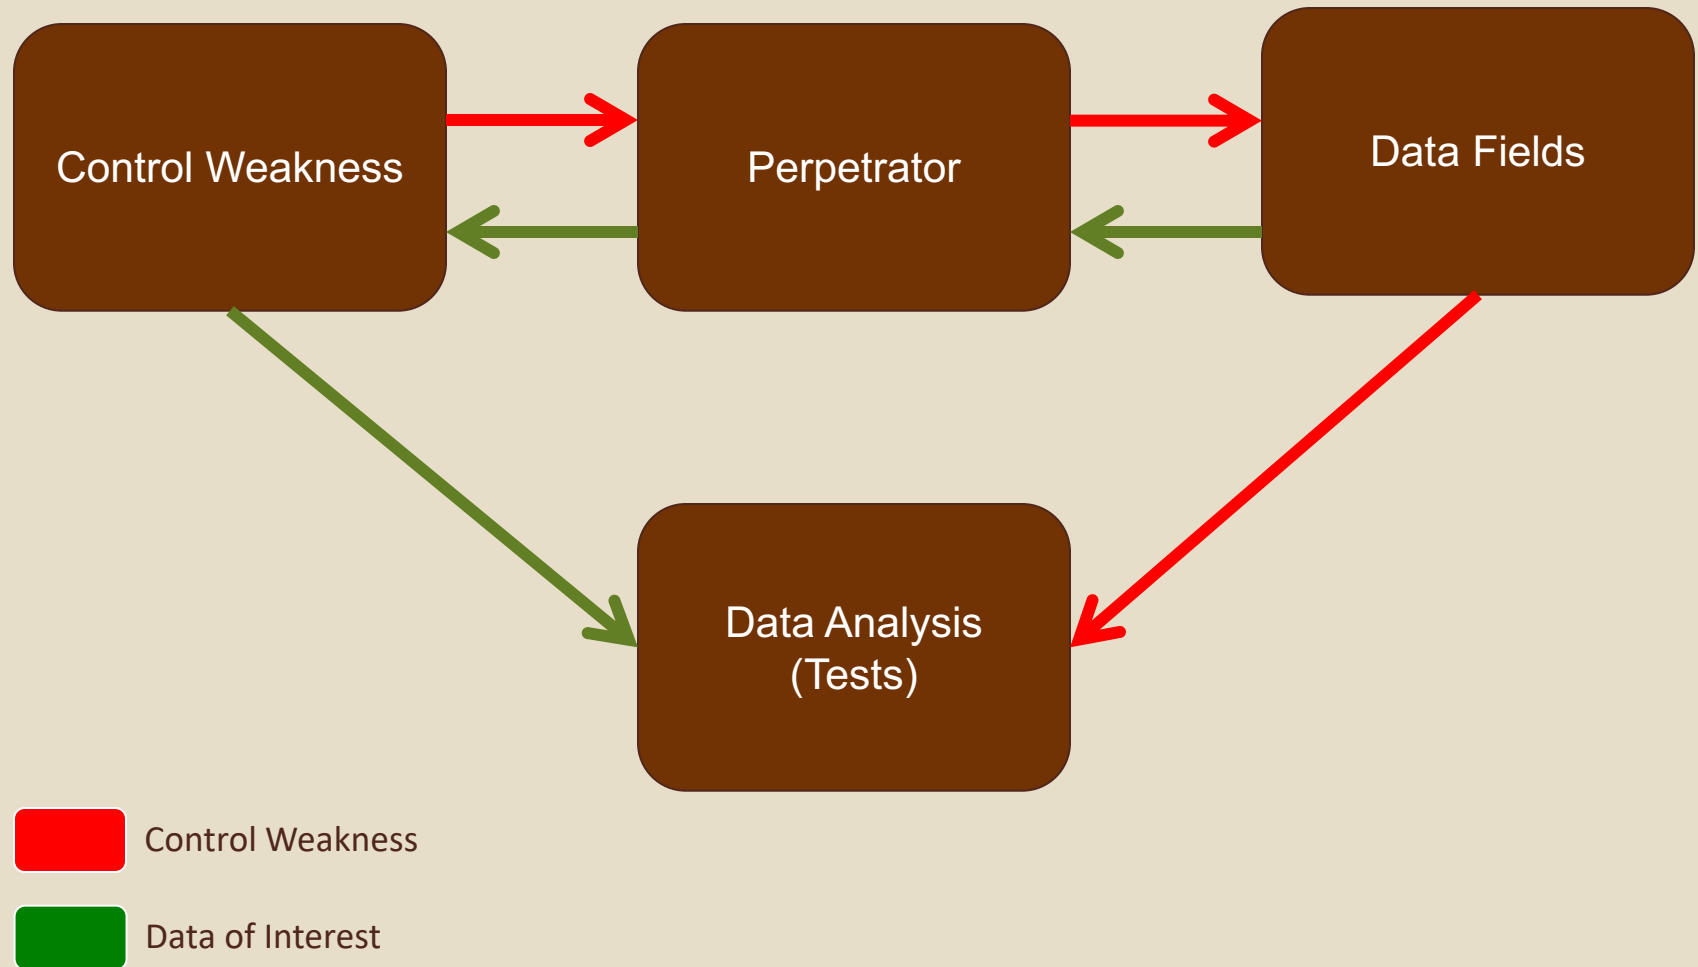 Control Weakness
Perpetrator
Data Fields
Data Analysis
(Tests)
Control Weakness
Data of Interest